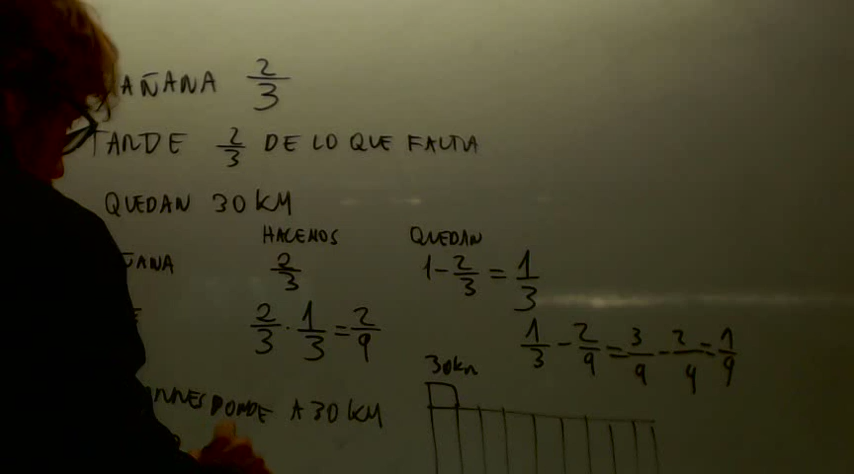 AÑANA 2/3
TARDE 2/3 DE LO QUE FALTA
QUEDAN 30 KM
HACEMOS QUEDAN
ÑANA 2/3 1 - 2/3 = 1/3
2/3 · 1/3 = 2/9 1/3 - 2/9 = 3/9 - 2/9 = 1/9
30km
RRESPONDE A 30 KM